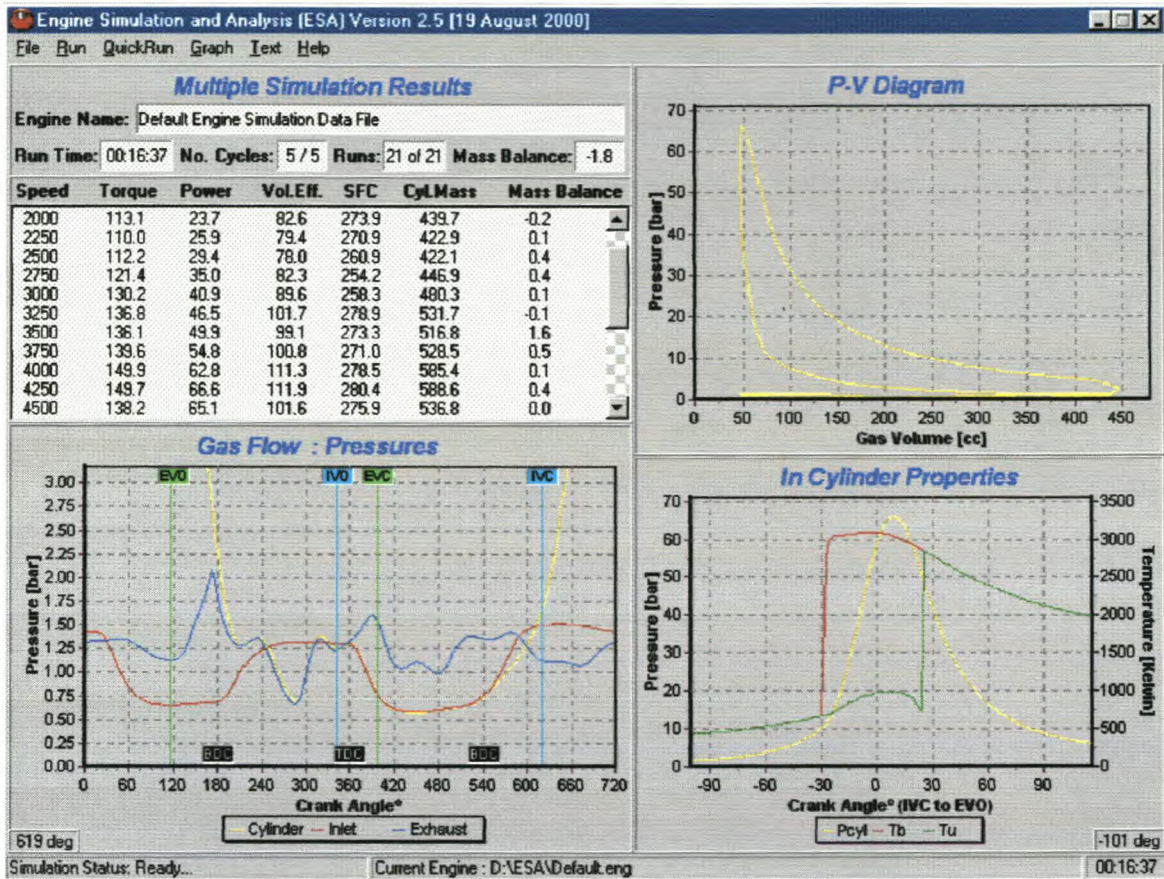 Engine Simulation and Analysis (ESA) Version 2.5 [19 August 2000]
File Run QuickRun Graph Text Help
Multiple Simulation Results
Engine Name: Default Engine Simulation Data File
Run Time: 00:16:37 No. Cycles: 5 / 5 Runs: 21 of 21 Mass Balance: -1.8
Speed Torque Power Vol.Eff. SFC Cyl.Mass Mass Balance
2000 113.1 23.7 82.6 273.9 439.7 -0.2
2250 110.0 25.9 79.4 270.9 422.9 0.1
2500 112.2 29.4 78.0 260.9 422.1 0.4
2750 121.4 35.0 82.3 254.2 446.9 0.4
3000 130.2 40.9 89.6 258.3 480.3 0.1
3250 136.8 46.5 101.7 278.9 531.7 -0.1
3500 136.1 49.9 99.1 273.3 516.8 1.6
3750 139.6 54.8 100.8 271.0 528.5 0.5
4000 149.9 62.8 111.3 278.5 585.4 0.1
4250 149.7 66.6 111.9 280.4 588.6 0.4
4500 138.2 65.1 101.6 275.9 536.8 0.0
P-V Diagram
Pressure [bar]
70
60
50
40
30
20
10
0
0 50 100 150 200 250 300 350 400 450
Gas Volume [cc]
Gas Flow : Pressures
Pressure [bar]
3.00
2.75
2.50
2.25
2.00
1.75
1.50
1.25
1.00
0.75
0.50
0.25
0.00
EVO IVO EVC IVC
BDC TDC BDC
0 60 120 180 240 300 360 420 480 540 600 660 720
Crank Angle°
Cylinder Inlet Exhaust
619 deg
In Cylinder Properties
Pressure [bar]
70
60
50
40
30
20
10
0
3500
3000
2500
2000
1500
1000
500
0
Temperature [Kelvin]
-90 -60 -30 0 30 60 90
Crank Angle° (IVC to EVO)
Pcyl Tb Tu
-101 deg
Simulation Status: Ready... Current Engine : D:\ESA\Default.eng 00:16:37